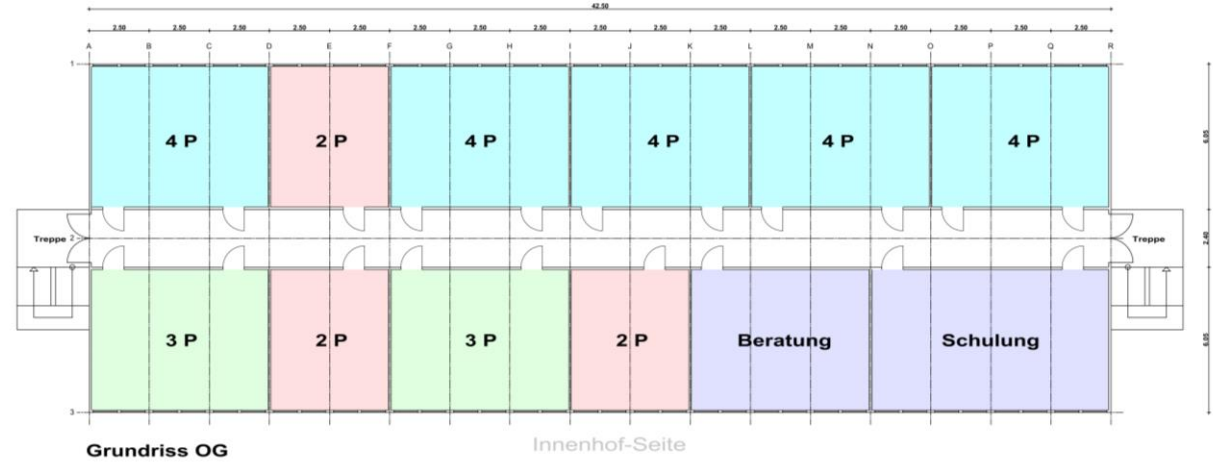 42.50
2.50 2.50 2.50 2.50 2.50 2.50 2.50 2.50 2.50 2.50 2.50 2.50 2.50 2.50 2.50 2.50 2.50
A B C D E F G H I J K L M N O P Q R
1
4 P 2 P 4 P 4 P 4 P 4 P
6.05
Treppe 2 Treppe
2.40
3 P 2 P 3 P 2 P Beratung Schulung
6.05
3
Grundriss OG
Innenhof-Seite